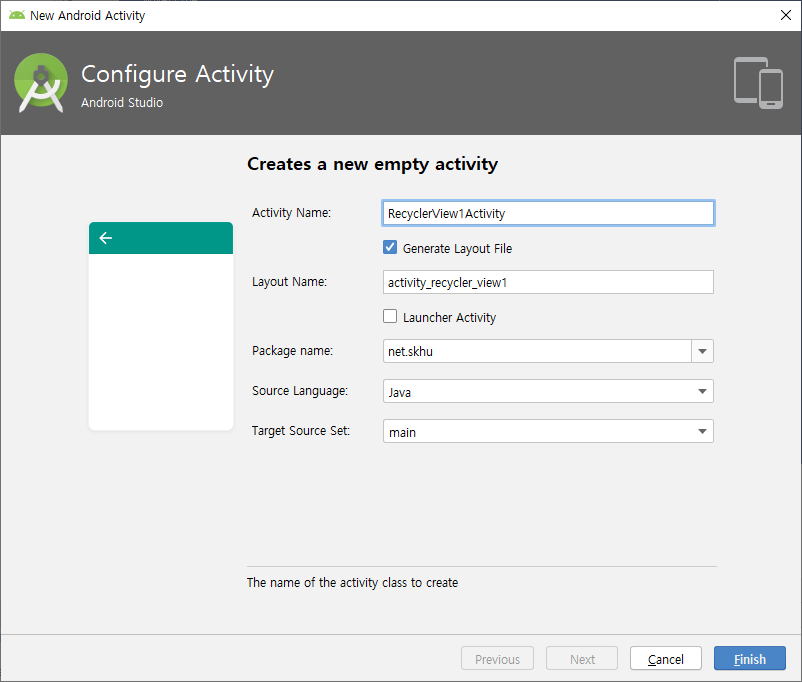 New Android Activity
Configure Activity
Android Studio
Creates a new empty activity
Activity Name: RecyclerView1Activity
Generate Layout File
Layout Name: activity_recycler_view1
Launcher Activity
Package name: net.skhu
Source Language: Java
Target Source Set: main
The name of the activity class to create
Previous Next Cancel Finish